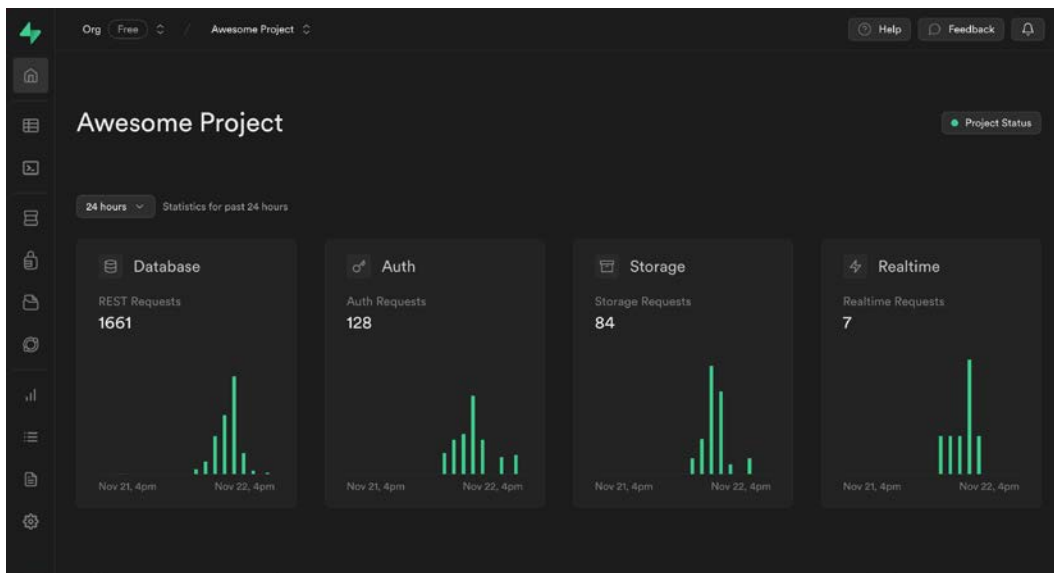 Org Free / Awesome Project Help Feedback
Awesome Project Project Status
24 hours Statistics for past 24 hours
Database Auth Storage Realtime
REST Requests Auth Requests Storage Requests Realtime Requests
1661 128 84 7
Nov 21, 4pm Nov 22, 4pm Nov 21, 4pm Nov 22, 4pm Nov 21, 4pm Nov 22, 4pm Nov 21, 4pm Nov 22, 4pm